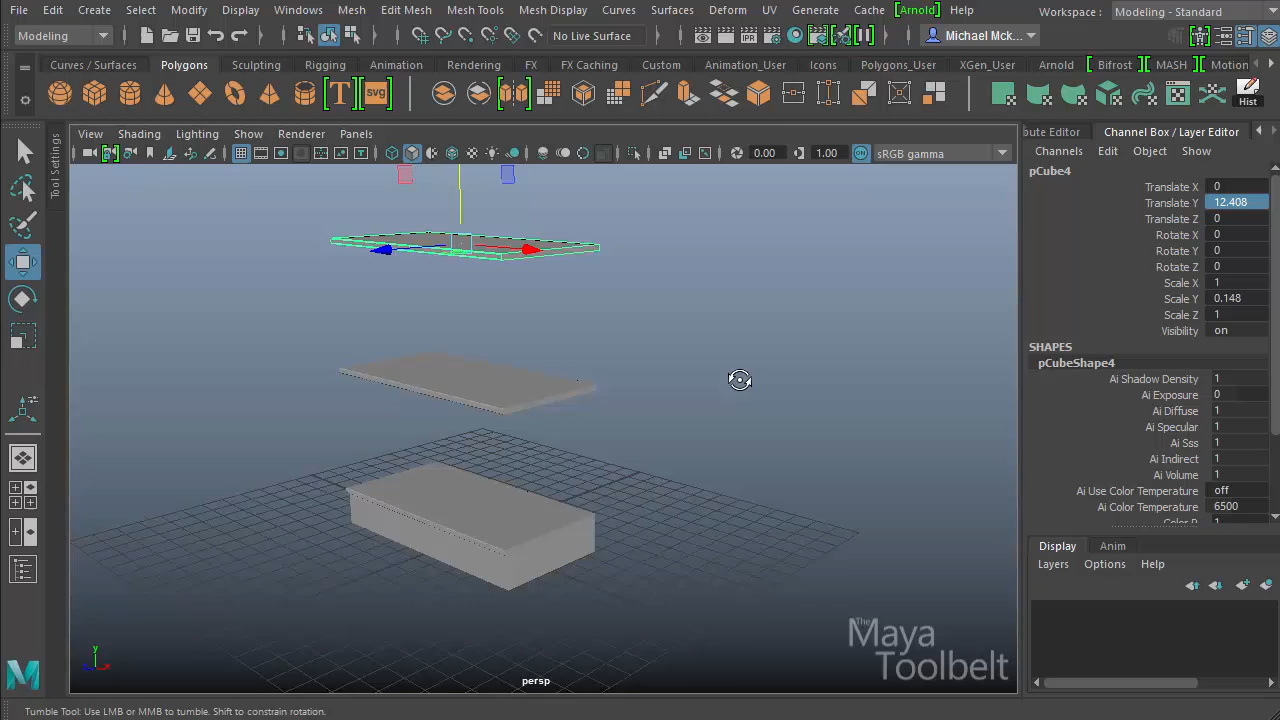 File Edit Create Select Modify Display Windows Mesh Edit Mesh Mesh Tools Mesh Display Curves Surfaces Deform UV Generate Cache [Arnold] Help Workspace : Modeling - Standard
Modeling No Live Surface Michael Mck...
Curves / Surfaces Polygons Sculpting Rigging Animation Rendering FX FX Caching Custom Animation_User Icons Polygons_User XGen_User Arnold Bifrost MASH Motion
T svg IPR Hist
Tool Settings
View Shading Lighting Show Renderer Panels
0.00 1.00 ON sRGB gamma
bute Editor Channel Box / Layer Editor
Channels Edit Object Show
pCube4
Translate X 0
Translate Y 12.408
Translate Z 0
Rotate X 0
Rotate Y 0
Rotate Z 0
Scale X 1
Scale Y 0.148
Scale Z 1
Visibility on
SHAPES
pCubeShape4
Ai Shadow Density 1
Ai Exposure 0
Ai Diffuse 1
Ai Specular 1
Ai Sss 1
Ai Indirect 1
Ai Volume 1
Ai Use Color Temperature off
Ai Color Temperature 6500
Display Anim
Layers Options Help
The Maya
Toolbelt
y
x
persp
M
Tumble Tool: Use LMB or MMB to tumble. Shift to constrain rotation.